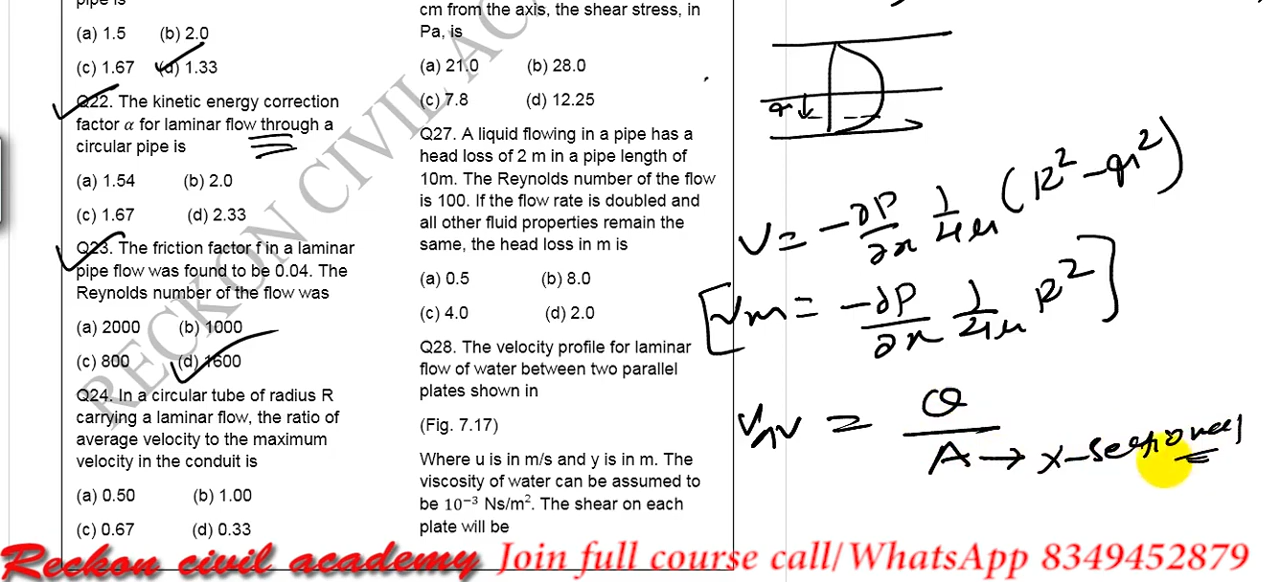 pipe is
(a) 1.5 (b) 2.0
(c) 1.67 (d) 1.33
Q22. The kinetic energy correction
factor α for laminar flow through a
circular pipe is
(a) 1.54 (b) 2.0
(c) 1.67 (d) 2.33
Q23. The friction factor f in a laminar
pipe flow was found to be 0.04. The
Reynolds number of the flow was
(a) 2000 (b) 1000
(c) 800 (d) 1600
Q24. In a circular tube of radius R
carrying a laminar flow, the ratio of
average velocity to the maximum
velocity in the conduit is
(a) 0.50 (b) 1.00
(c) 0.67 (d) 0.33
cm from the axis, the shear stress, in
Pa, is
(a) 21.0 (b) 28.0
(c) 7.8 (d) 12.25
Q27. A liquid flowing in a pipe has a
head loss of 2 m in a pipe length of
10m. The Reynolds number of the flow
is 100. If the flow rate is doubled and
all other fluid properties remain the
same, the head loss in m is
(a) 0.5 (b) 8.0
(c) 4.0 (d) 2.0
Q28. The velocity profile for laminar
flow of water between two parallel
plates shown in
(Fig. 7.17)
Where u is in m/s and y is in m. The
viscosity of water can be assumed to
be 10⁻³ Ns/m². The shear on each
plate will be
RECKON CIVIL AC
r
V = -∂P/∂x 1/4μ (R² - r²)
[Vm = -∂P/∂x 1/4μ R²]
Vav = Q/A → X-sectional
Reckon civil academy Join full course call/WhatsApp 8349452879